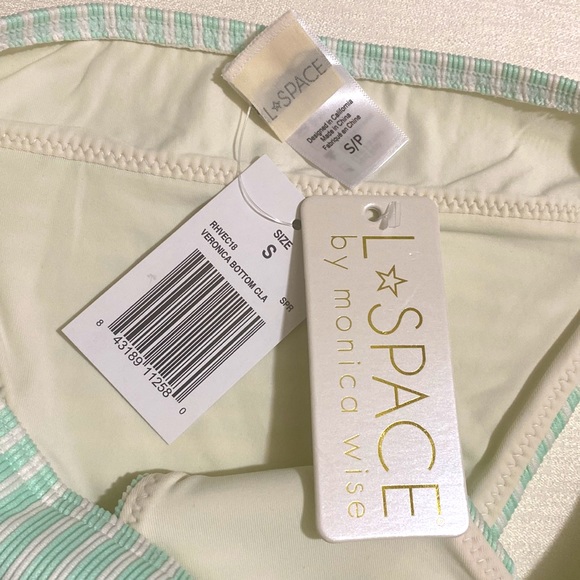 L☆SPACE
Designed in California
Made in China
Fabriqué en Chine
S/P
RHVEC18
VERONICA BOTTOM CLA
SIZE
S
SPR
8 43189 11258 0
L☆SPACE
by monica wise